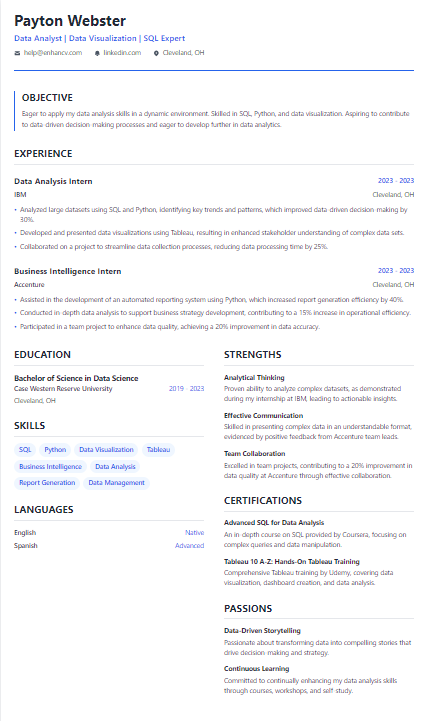 Payton Webster
Data Analyst | Data Visualization | SQL Expert
help@enhancv.com linkedin.com Cleveland, OH
OBJECTIVE
Eager to apply my data analysis skills in a dynamic environment. Skilled in SQL, Python, and data visualization. Aspiring to contribute
to data-driven decision-making processes and eager to develop further in data analytics.
EXPERIENCE
Data Analysis Intern 2023 - 2023
IBM Cleveland, OH
• Analyzed large datasets using SQL and Python, identifying key trends and patterns, which improved data-driven decision-making by
30%.
• Developed and presented data visualizations using Tableau, resulting in enhanced stakeholder understanding of complex data sets.
• Collaborated on a project to streamline data collection processes, reducing data processing time by 25%.
Business Intelligence Intern 2023 - 2023
Accenture Cleveland, OH
• Assisted in the development of an automated reporting system using Python, which increased report generation efficiency by 40%.
• Conducted in-depth data analysis to support business strategy development, contributing to a 15% increase in operational efficiency.
• Participated in a team project to enhance data quality, achieving a 20% improvement in data accuracy.
EDUCATION
Bachelor of Science in Data Science
Case Western Reserve University 2019 - 2023
Cleveland, OH
SKILLS
SQL Python Data Visualization Tableau
Business Intelligence Data Analysis
Report Generation Data Management
LANGUAGES
English Native
Spanish Advanced
STRENGTHS
Analytical Thinking
Proven ability to analyze complex datasets, as demonstrated
during my internship at IBM, leading to actionable insights.
Effective Communication
Skilled in presenting complex data in an understandable format,
evidenced by positive feedback from Accenture team leads.
Team Collaboration
Excelled in team projects, contributing to a 20% improvement in
data quality at Accenture through effective collaboration.
CERTIFICATIONS
Advanced SQL for Data Analysis
An in-depth course on SQL provided by Coursera, focusing on
complex queries and data manipulation.
Tableau 10 A-Z: Hands-On Tableau Training
Comprehensive Tableau training by Udemy, covering data
visualization, dashboard creation, and data analysis.
PASSIONS
Data-Driven Storytelling
Passionate about transforming data into compelling stories that
drive decision-making and strategy.
Continuous Learning
Committed to continually enhancing my data analysis skills
through courses, workshops, and self-study.